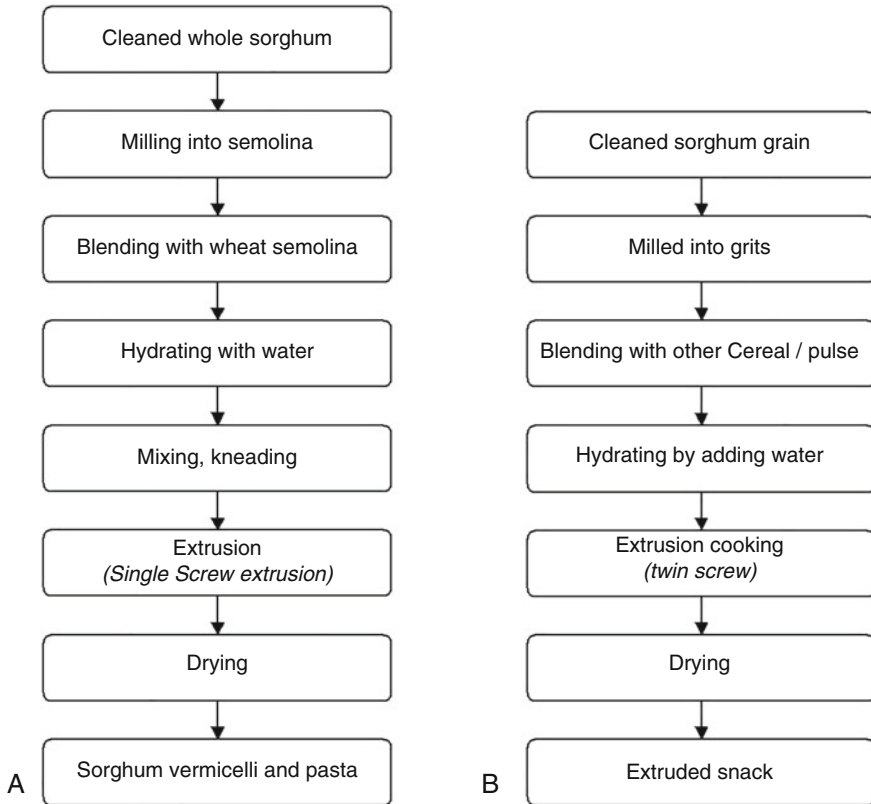 Cleaned whole sorghum
Milling into semolina
Blending with wheat semolina
Hydrating with water
Mixing, kneading
Extrusion
(Single Screw extrusion)
Drying
Sorghum vermicelli and pasta
A
Cleaned sorghum grain
Milled into grits
Blending with other Cereal / pulse
Hydrating by adding water
Extrusion cooking
(twin screw)
Drying
Extruded snack
B